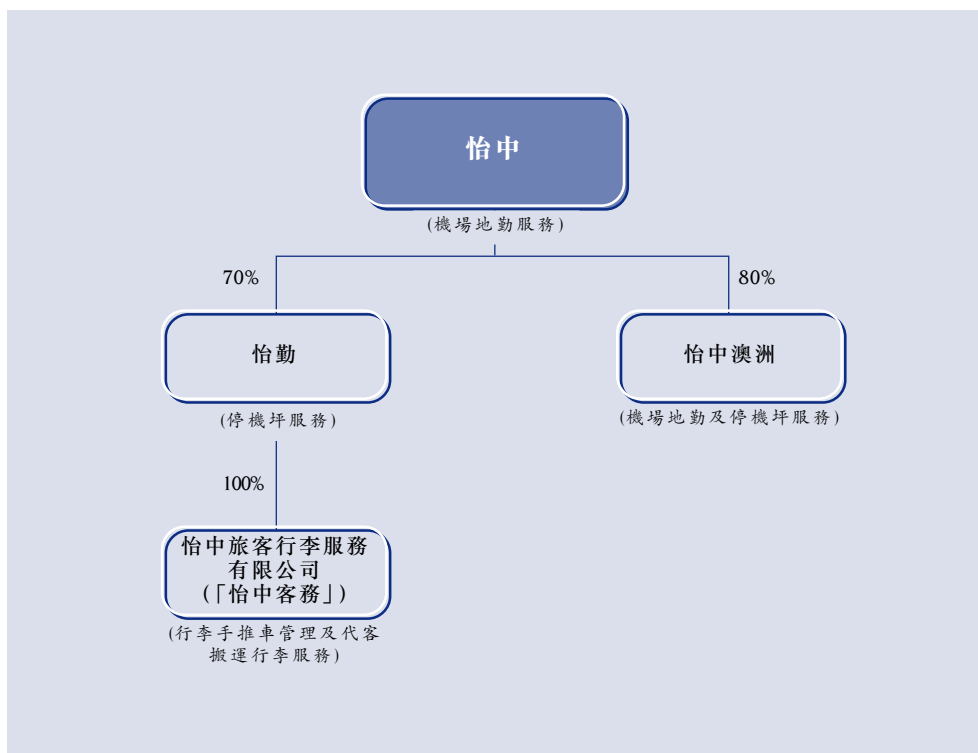 怡中
(機場地勤服務)
70%
80%
怡勤
怡中澳洲
(停機坪服務)
(機場地勤及停機坪服務)
100%
怡中旅客行李服務
有限公司
(「怡中客務」)
(行李手推車管理及代客
搬運行李服務)